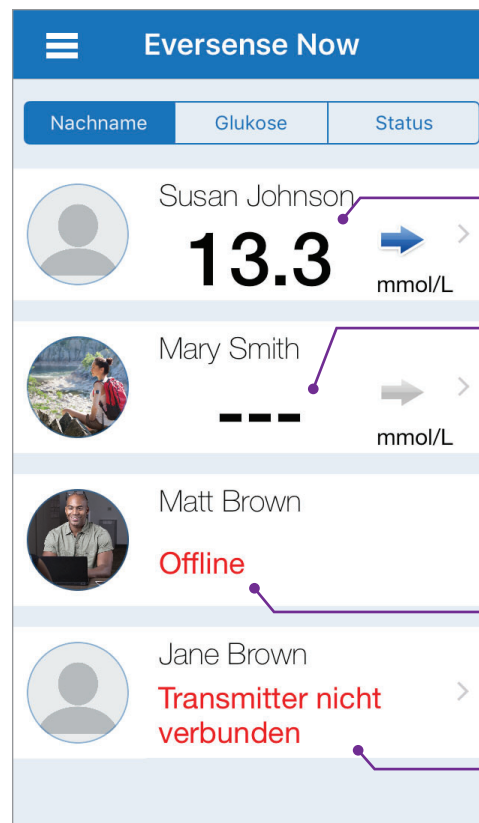 Eversense Now
Nachname Glukose Status
Susan Johnson
13.3
mmol/L
Mary Smith
---
mmol/L
Matt Brown
Offline
Jane Brown
Transmitter nicht
verbunden